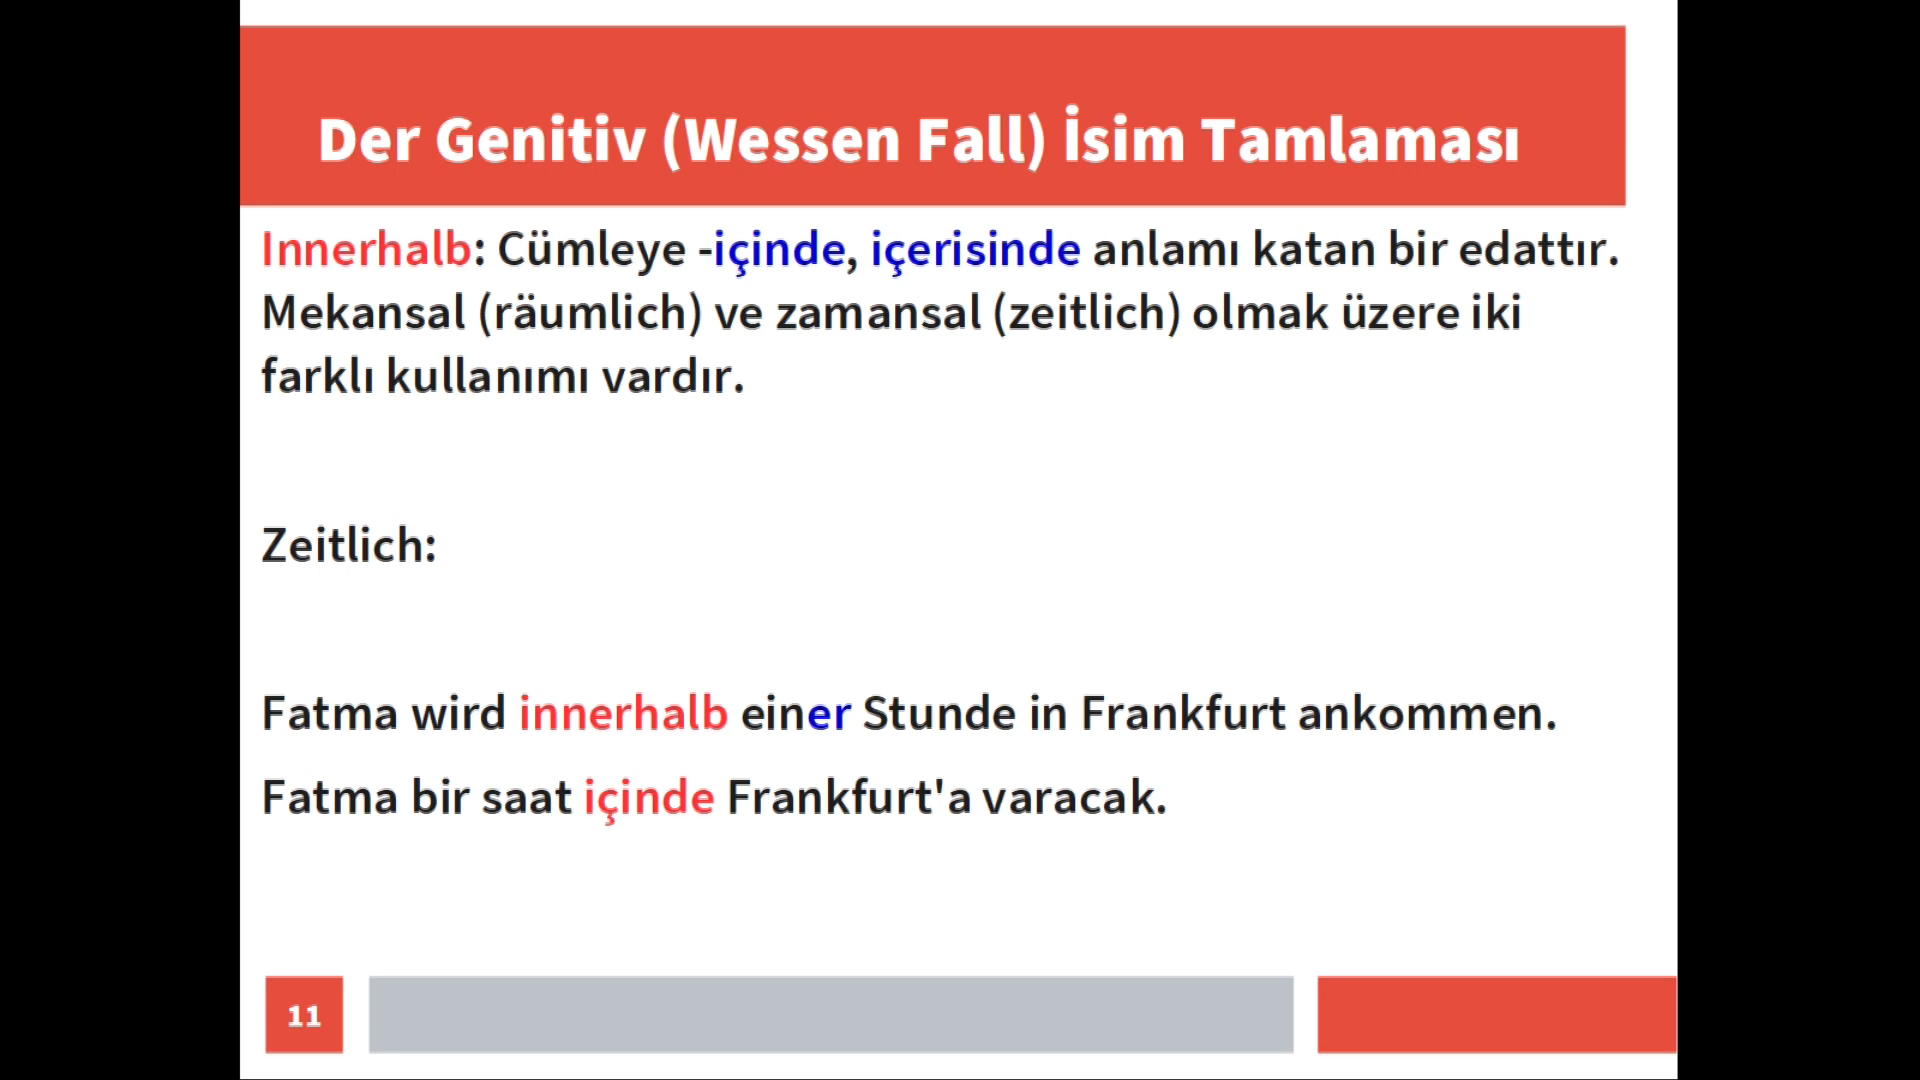 Der Genitiv (Wessen Fall) İsim Tamlaması
Innerhalb: Cümleye -içinde, içerisinde anlamı katan bir edattır.
Mekansal (räumlich) ve zamansal (zeitlich) olmak üzere iki
farklı kullanımı vardır.
Zeitlich:
Fatma wird innerhalb einer Stunde in Frankfurt ankommen.
Fatma bir saat içinde Frankfurt'a varacak.
11